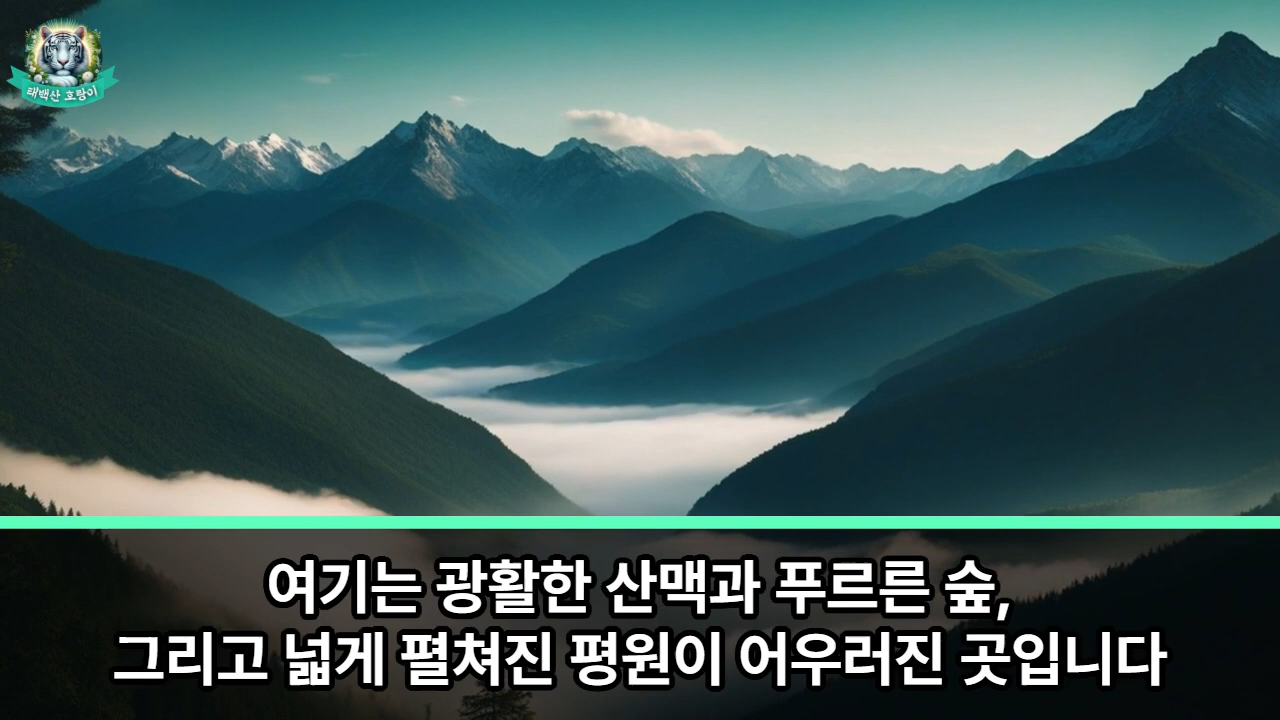 태백산 호랑이
여기는 광활한 산맥과 푸르른 숲,
그리고 넓게 펼쳐진 평원이 어우러진 곳입니다